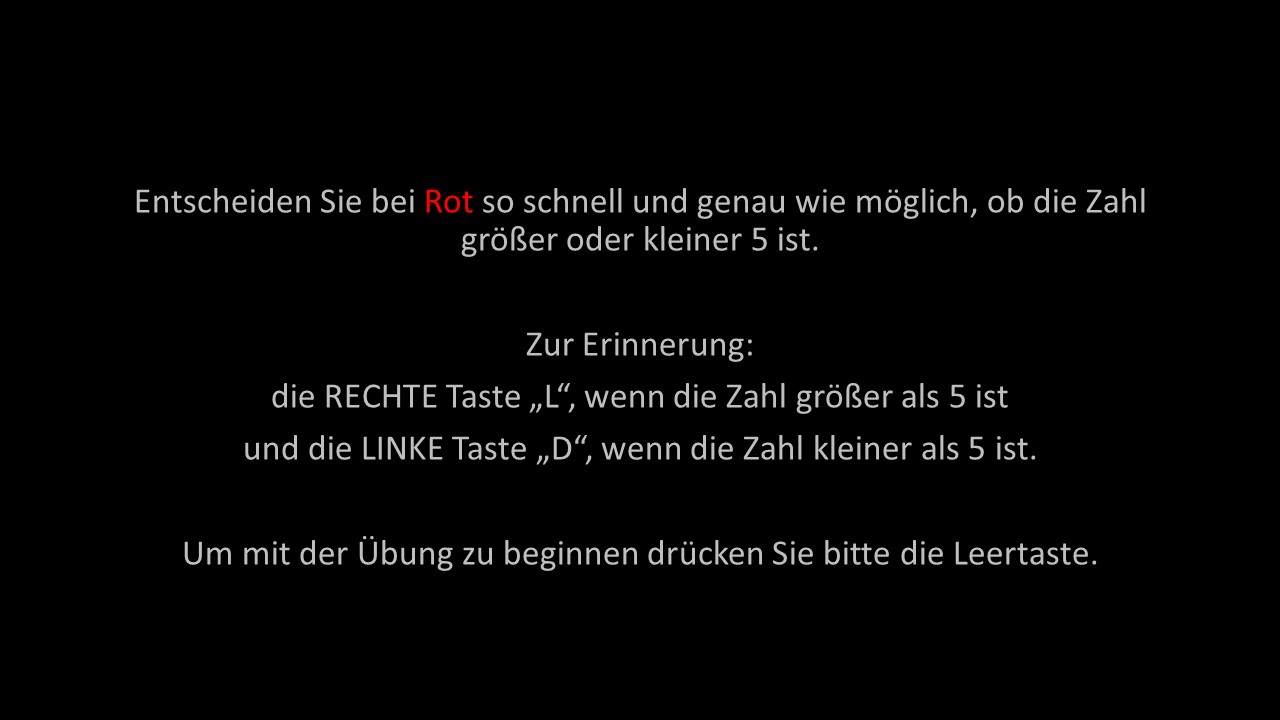 Entscheiden Sie bei Rot so schnell und genau wie möglich, ob die Zahl
größer oder kleiner 5 ist.
Zur Erinnerung:
die RECHTE Taste „L“, wenn die Zahl größer als 5 ist
und die LINKE Taste „D“, wenn die Zahl kleiner als 5 ist.
Um mit der Übung zu beginnen drücken Sie bitte die Leertaste.